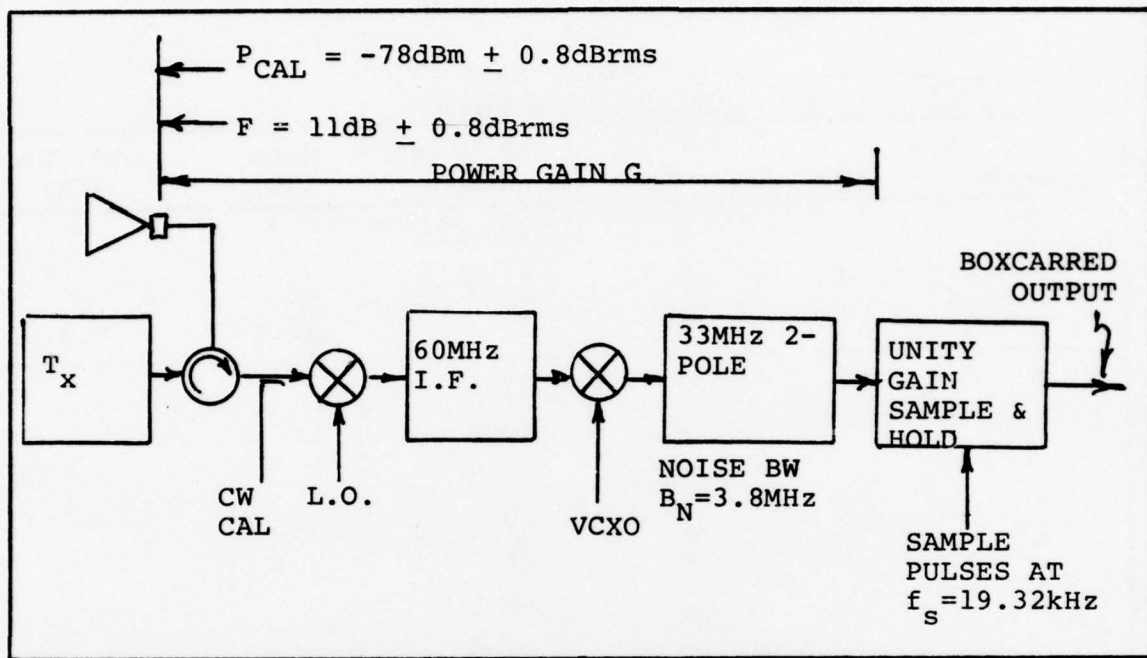 P_CAL = -78dBm ± 0.8dBrms
F = 11dB ± 0.8dBrms
POWER GAIN G
BOXCARRED
OUTPUT
T_x
60MHz
I.F.
33MHz 2-
POLE
UNITY
GAIN
SAMPLE &
HOLD
CW
CAL
L.O.
VCXO
NOISE BW
B_N=3.8MHz
SAMPLE
PULSES AT
f_s=19.32kHz